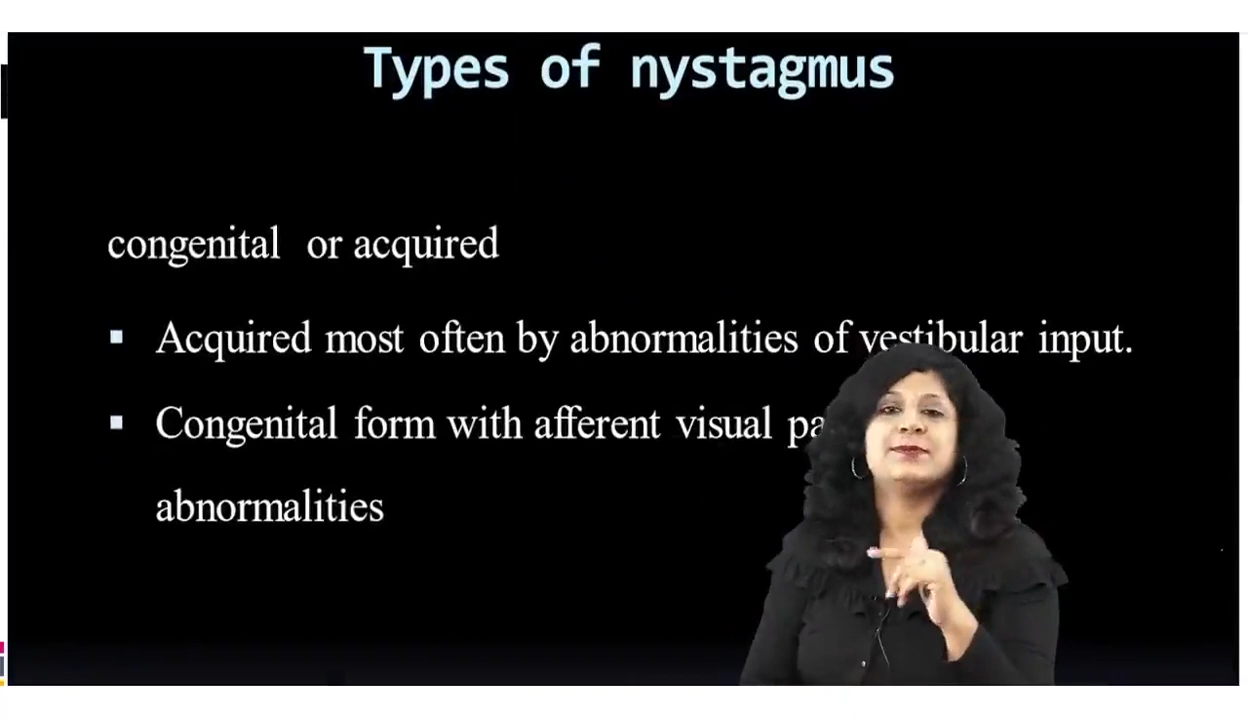 Types of nystagmus
congenital or acquired
▪ Acquired most often by abnormalities of vestibular input.
▪ Congenital form with afferent visual
abnormalities